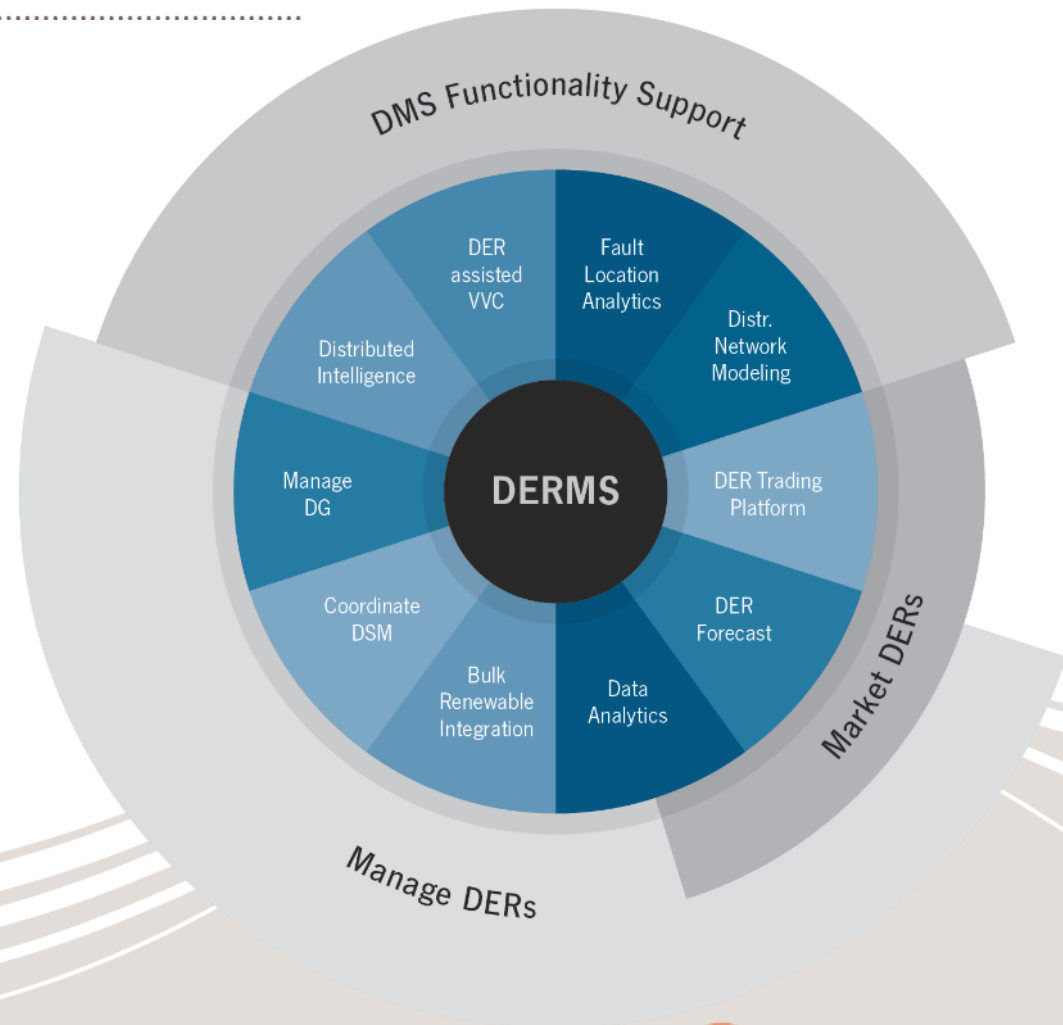 DMS Functionality Support
DER
assisted
VVC
Fault
Location
Analytics
Distr.
Network
Modeling
Distributed
Intelligence
Manage
DG
DERMS
DER Trading
Platform
Coordinate
DSM
DER
Forecast
Bulk
Renewable
Integration
Data
Analytics
Market DERs
Manage DERs